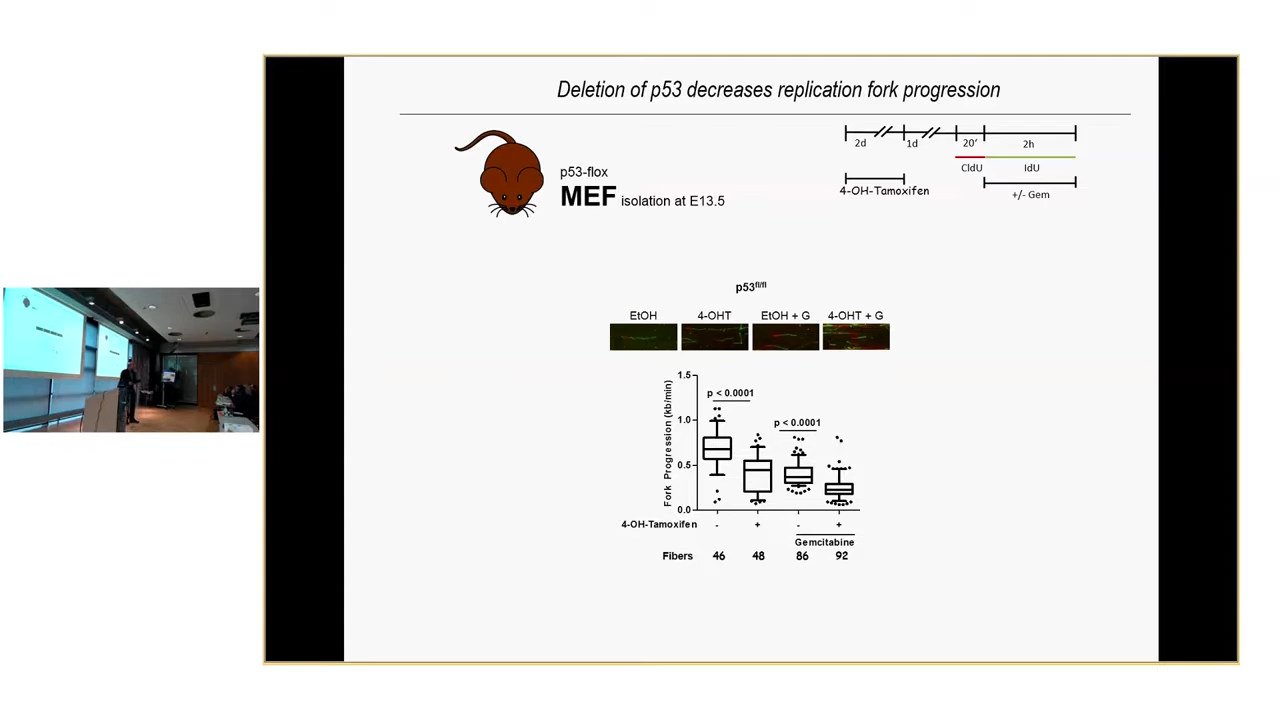 Deletion of p53 decreases replication fork progression
2d 1d 20' 2h
CldU IdU
4-OH-Tamoxifen
+/- Gem
p53-flox
MEF isolation at E13.5
p53fl/fl
EtOH 4-OHT EtOH + G 4-OHT + G
Fork Progression (kb/min)
1.5
1.0
0.5
0.0
p < 0.0001
p < 0.0001
4-OH-Tamoxifen - + - +
Gemcitabine
Fibers 46 48 86 92